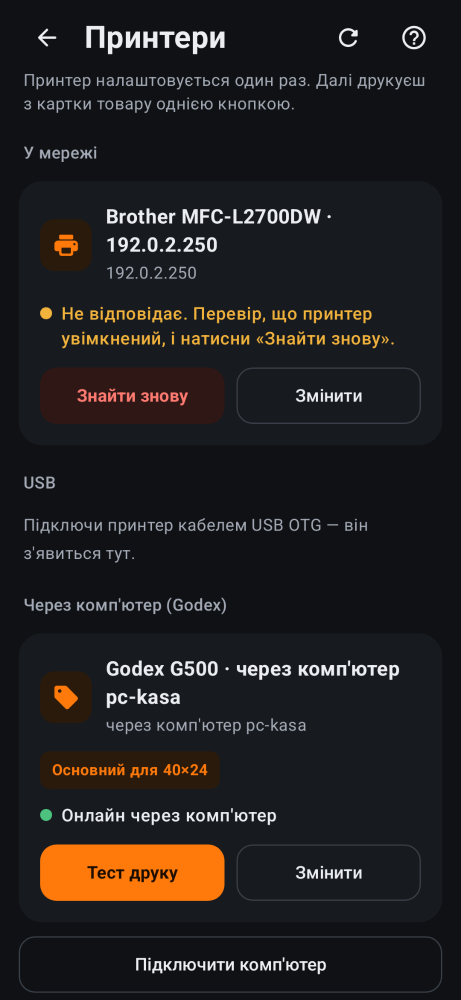 Принтери
Принтер налаштовується один раз. Далі друкуєш
з картки товару однією кнопкою.
У мережі
Brother MFC-L2700DW ·
192.0.2.250
192.0.2.250
Не відповідає. Перевір, що принтер
увімкнений, і натисни «Знайти знову».
Знайти знову
Змінити
USB
Підключи принтер кабелем USB OTG — він
з'явиться тут.
Через комп'ютер (Godex)
Godex G500 · через комп'ютер
pc-kasa
через комп'ютер pc-kasa
Основний для 40×24
Онлайн через комп'ютер
Тест друку
Змінити
Підключити комп'ютер